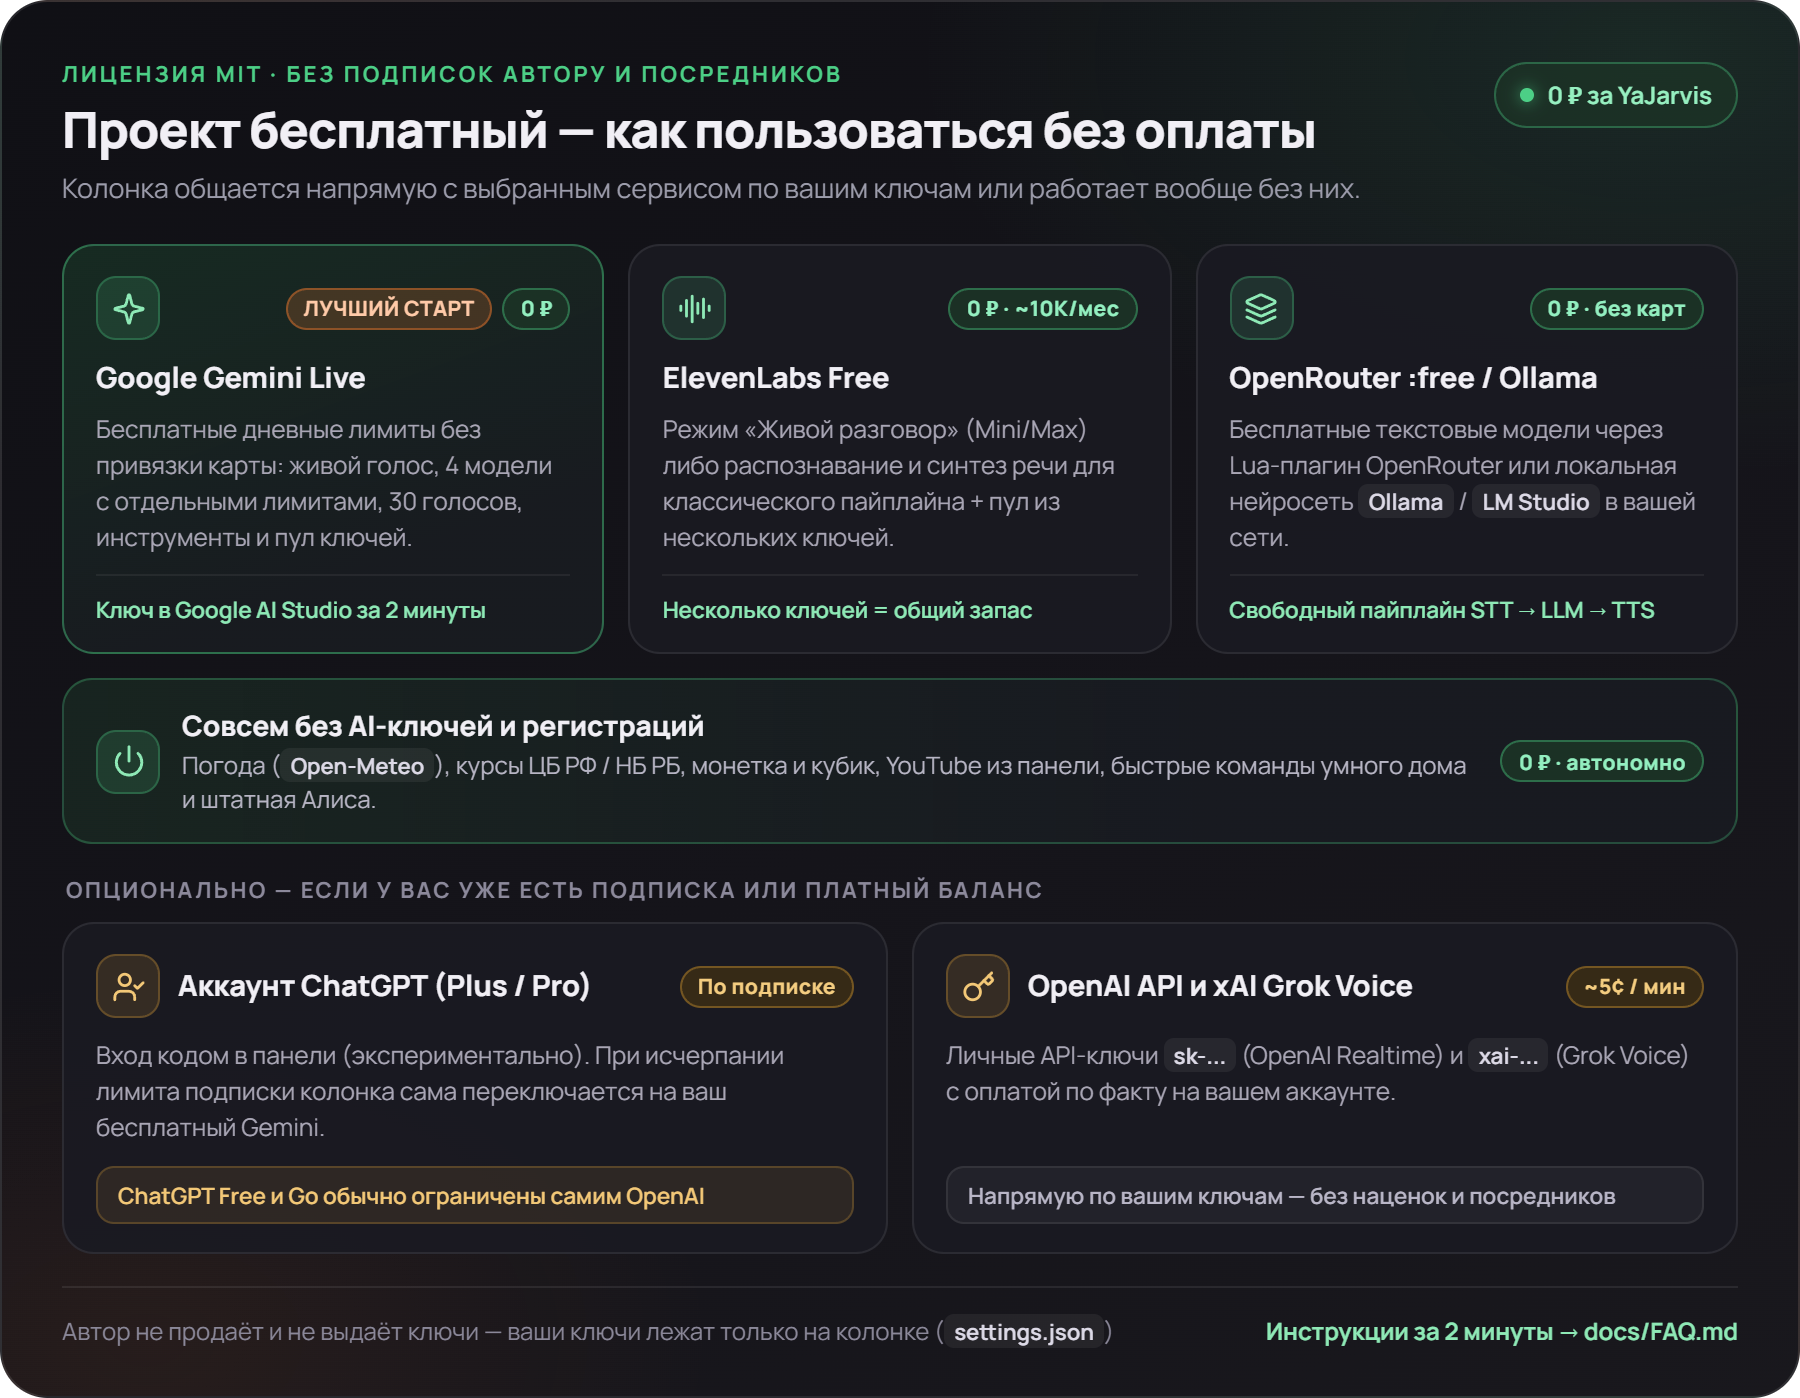 ЛИЦЕНЗИЯ MIT · БЕЗ ПОДПИСОК АВТОРУ И ПОСРЕДНИКОВ
Проект бесплатный — как пользоваться без оплаты
Колонка общается напрямую с выбранным сервисом по вашим ключам или работает вообще без них.
0 ₽ за YaJarvis
ЛУЧШИЙ СТАРТ
0 ₽
Google Gemini Live
Бесплатные дневные лимиты без
привязки карты: живой голос, 4 модели
с отдельными лимитами, 30 голосов,
инструменты и пул ключей.
Ключ в Google AI Studio за 2 минуты
0 ₽ · ~10K/мес
ElevenLabs Free
Режим «Живой разговор» (Mini/Max)
либо распознавание и синтез речи для
классического пайплайна + пул из
нескольких ключей.
Несколько ключей = общий запас
0 ₽ · без карт
OpenRouter :free / Ollama
Бесплатные текстовые модели через
Lua-плагин OpenRouter или локальная
нейросеть Ollama / LM Studio в вашей
сети.
Свободный пайплайн STT → LLM → TTS
Совсем без AI-ключей и регистраций
Погода ( Open-Meteo ), курсы ЦБ РФ / НБ РБ, монетка и кубик, YouTube из панели, быстрые команды умного дома
и штатная Алиса.
0 ₽ · автономно
ОПЦИОНАЛЬНО — ЕСЛИ У ВАС УЖЕ ЕСТЬ ПОДПИСКА ИЛИ ПЛАТНЫЙ БАЛАНС
Аккаунт ChatGPT (Plus / Pro)
По подписке
Вход кодом в панели (экспериментально). При исчерпании
лимита подписки колонка сама переключается на ваш
бесплатный Gemini.
ChatGPT Free и Go обычно ограничены самим OpenAI
OpenAI API и xAI Grok Voice
~5¢ / мин
Личные API-ключи sk-... (OpenAI Realtime) и xai-... (Grok Voice)
с оплатой по факту на вашем аккаунте.
Напрямую по вашим ключам — без наценок и посредников
Автор не продаёт и не выдаёт ключи — ваши ключи лежат только на колонке ( settings.json )
Инструкции за 2 минуты → docs/FAQ.md